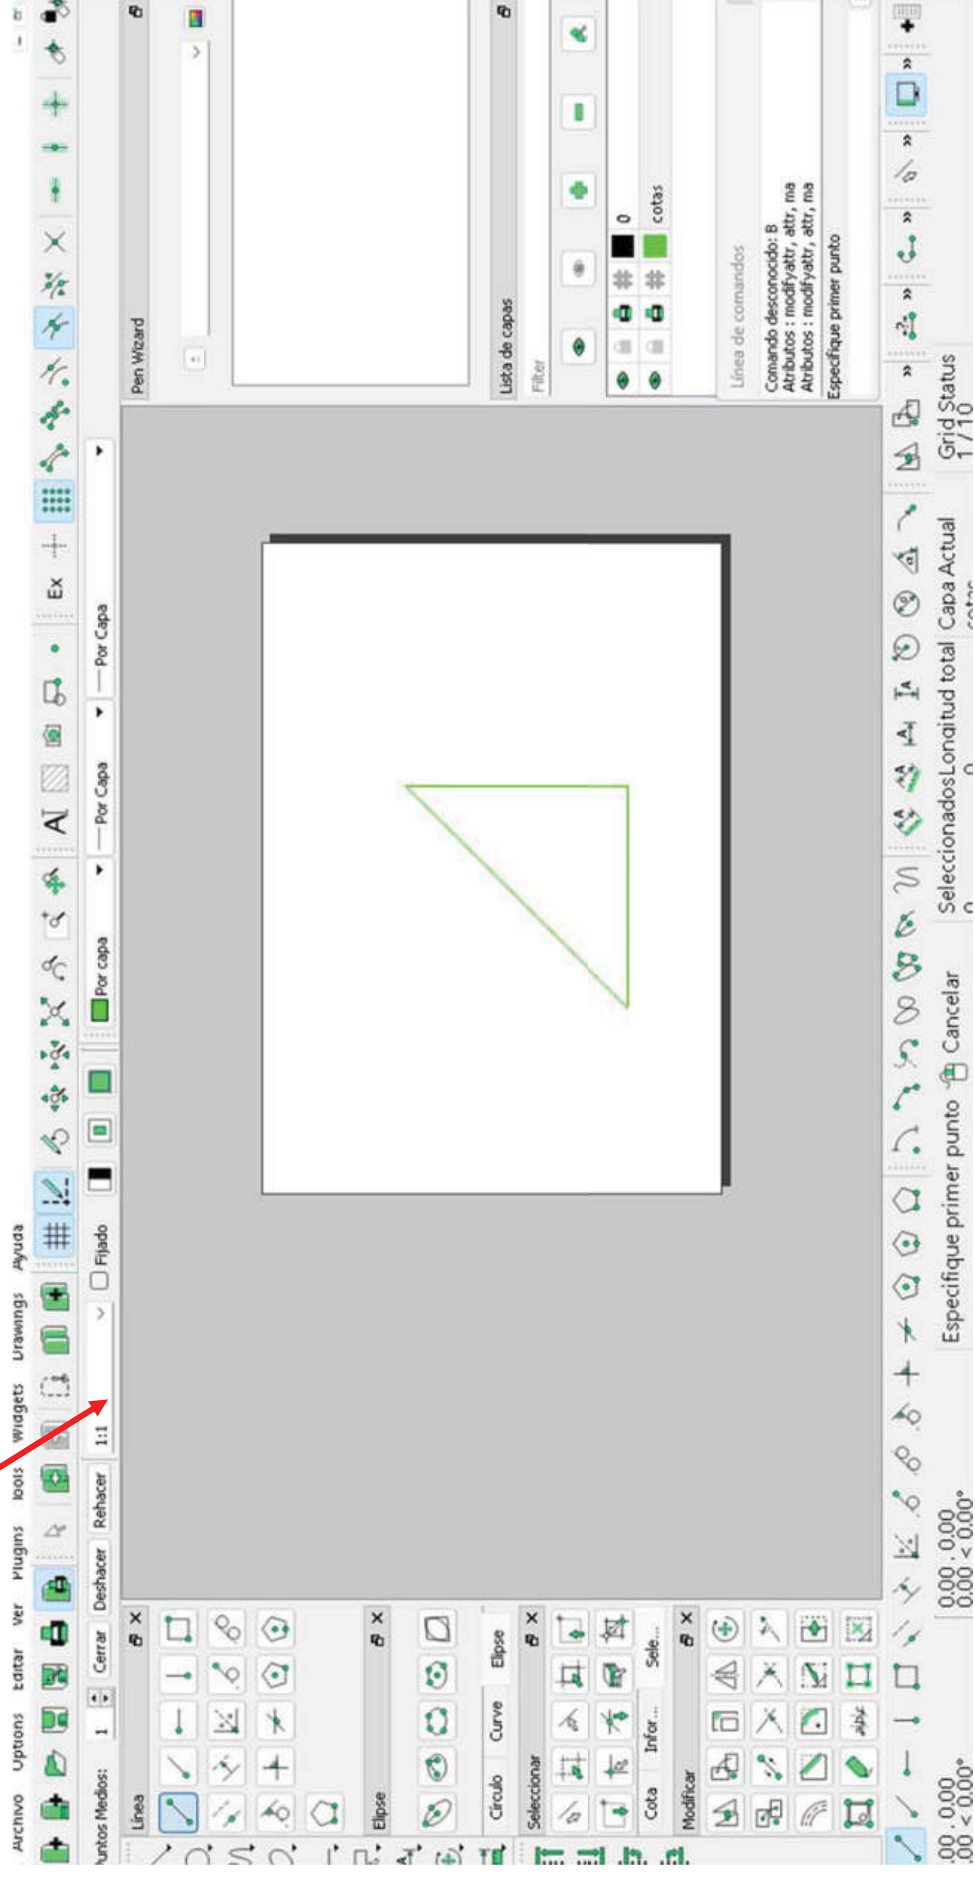 Archivo Options Editar Ver Plugins Tools Widgets Drawings Ayuda
Ex
A
Puntos Medios: 1 Cerrar Deshacer Rehacer 1:1 Fijado Por capa Por Capa Por Capa
Línea
Elipse
Círculo Curve Elipse
Seleccionar
Cota Infor... Sele...
Modificar
Pen Wizard
Lista de capas
Filter
0
cotas
Línea de comandos
Comando desconocido: B
Atributos : modifyattr, attr, ma
Atributos : modifyattr, attr, ma
Especifique primer punto
0.00 , 0.00
0.00 < 0.00°
Especifique primer punto Cancelar
Seleccionados Longitud total Capa Actual Grid Status
0 0 cotas 1 / 10